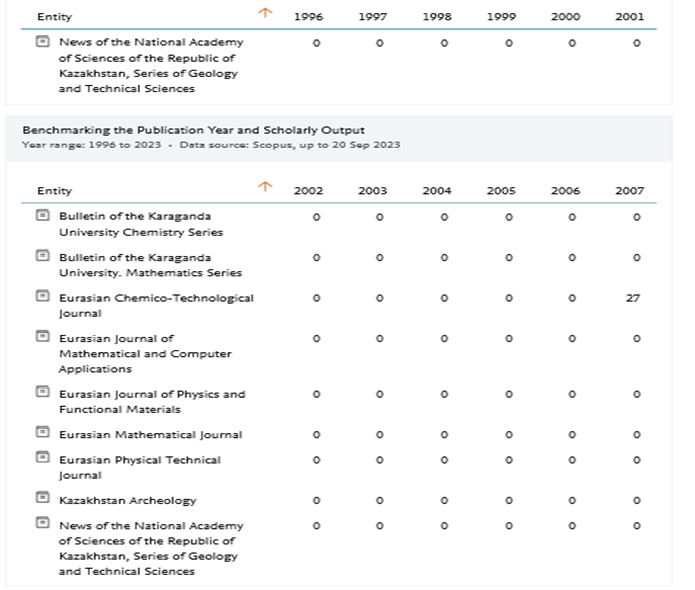 Entity 1996 1997 1998 1999 2000 2001
News of the National Academy 0 0 0 0 0 0
of Sciences of the Republic of
Kazakhstan, Series of Geology
and Technical Sciences
Benchmarking the Publication Year and Scholarly Output
Year range: 1996 to 2023 • Data source: Scopus, up to 20 Sep 2023
Entity 2002 2003 2004 2005 2006 2007
Bulletin of the Karaganda 0 0 0 0 0 0
University Chemistry Series
Bulletin of the Karaganda 0 0 0 0 0 0
University. Mathematics Series
Eurasian Chemico-Technological 0 0 0 0 0 27
Journal
Eurasian Journal of 0 0 0 0 0 0
Mathematical and Computer
Applications
Eurasian Journal of Physics and 0 0 0 0 0 0
Functional Materials
Eurasian Mathematical Journal 0 0 0 0 0 0
Eurasian Physical Technical 0 0 0 0 0 0
Journal
Kazakhstan Archeology 0 0 0 0 0 0
News of the National Academy 0 0 0 0 0 0
of Sciences of the Republic of
Kazakhstan, Series of Geology
and Technical Sciences